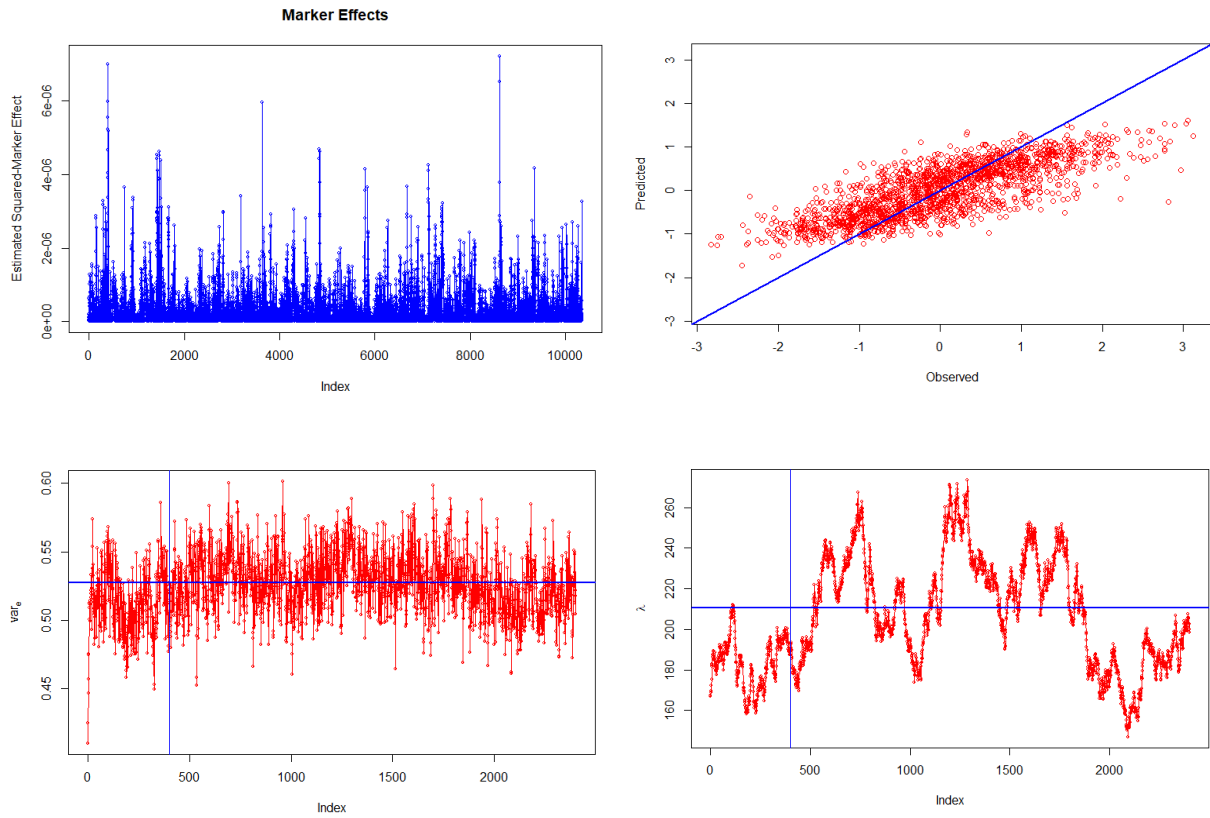 Marker Effects
Estimated Squared-Marker Effect
0e+00 2e-06 4e-06 6e-06
0 2000 4000 6000 8000 10000
Index
Predicted
-3 -2 -1 0 1 2 3
-3 -2 -1 0 1 2 3
Observed
varₑ
0.45 0.50 0.55 0.60
0 500 1000 1500 2000
Index
λ
160 180 200 220 240 260
0 500 1000 1500 2000
Index